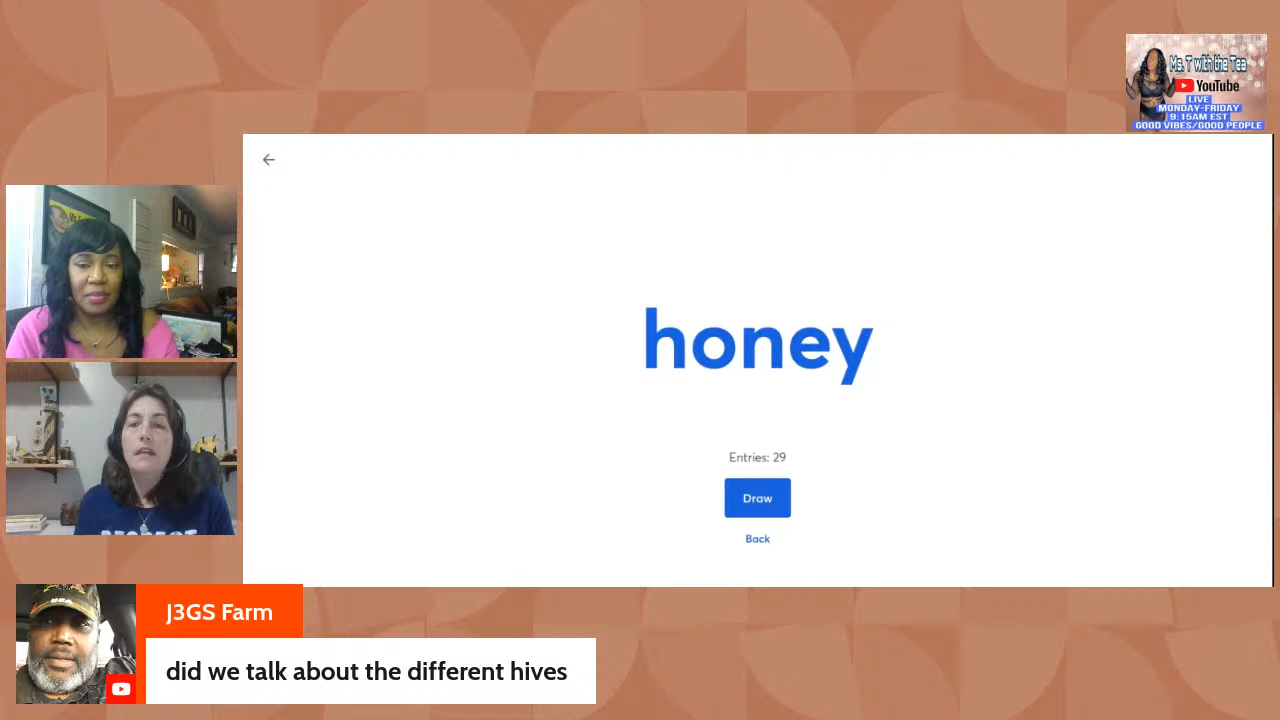 Ms. T with the Tea
YouTube
LIVE
MONDAY-FRIDAY
9:15AM EST
GOOD VIBES/GOOD PEOPLE
honey
Entries: 29
Draw
Back
J3GS Farm
did we talk about the different hives